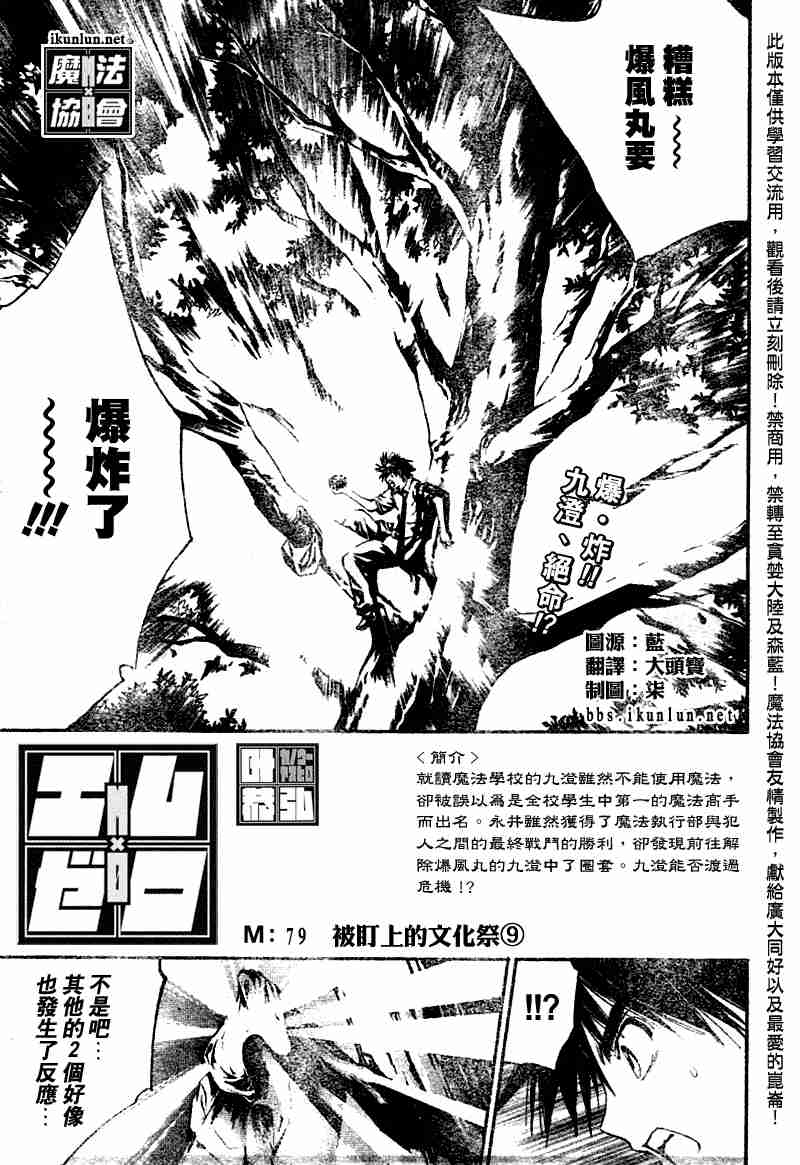 ikunlun.net
魔法
協會
糟糕～
爆風丸要
爆炸了
～～!!!
爆・炸!!
九澄、絕命!?
圖源：藍
翻譯：大頭寶
制圖：柒
bbs.ikunlun.net
此版本僅供學習交流用，觀看後請立刻刪除！禁商用，禁轉至貪婪大陸及森藍！魔法協會友情製作，獻給廣大同好以及最愛的崑崙！
エム
M×0
ゼロ
叶恭弘
＜簡介＞
就讀魔法學校的九澄雖然不能使用魔法，
卻被誤以為是全校學生中第一的魔法高手
而出名。永井雖然獲得了魔法執行部與犯
人之間的最終戰鬥的勝利，卻發現前往解
除爆風丸的九澄中了圈套。九澄能否渡過
危機！？
M：79 被盯上的文化祭⑨
!!?
不是吧…
其他的2個好像
也發生了反應…